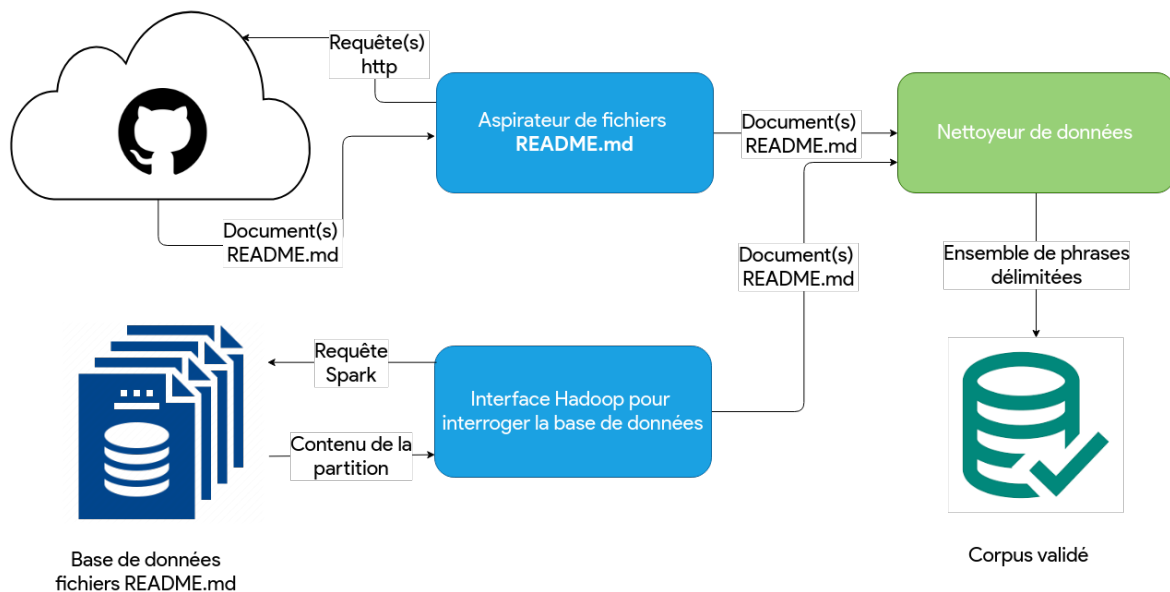 Requête(s)
http
Aspirateur de fichiers
README.md
Document(s)
README.md
Nettoyeur de données
Document(s)
README.md
Document(s)
README.md
Ensemble de phrases
délimitées
Requête
Spark
Interface Hadoop pour
interroger la base de données
Contenu de la
partition
Base de données
fichiers README.md
Corpus validé